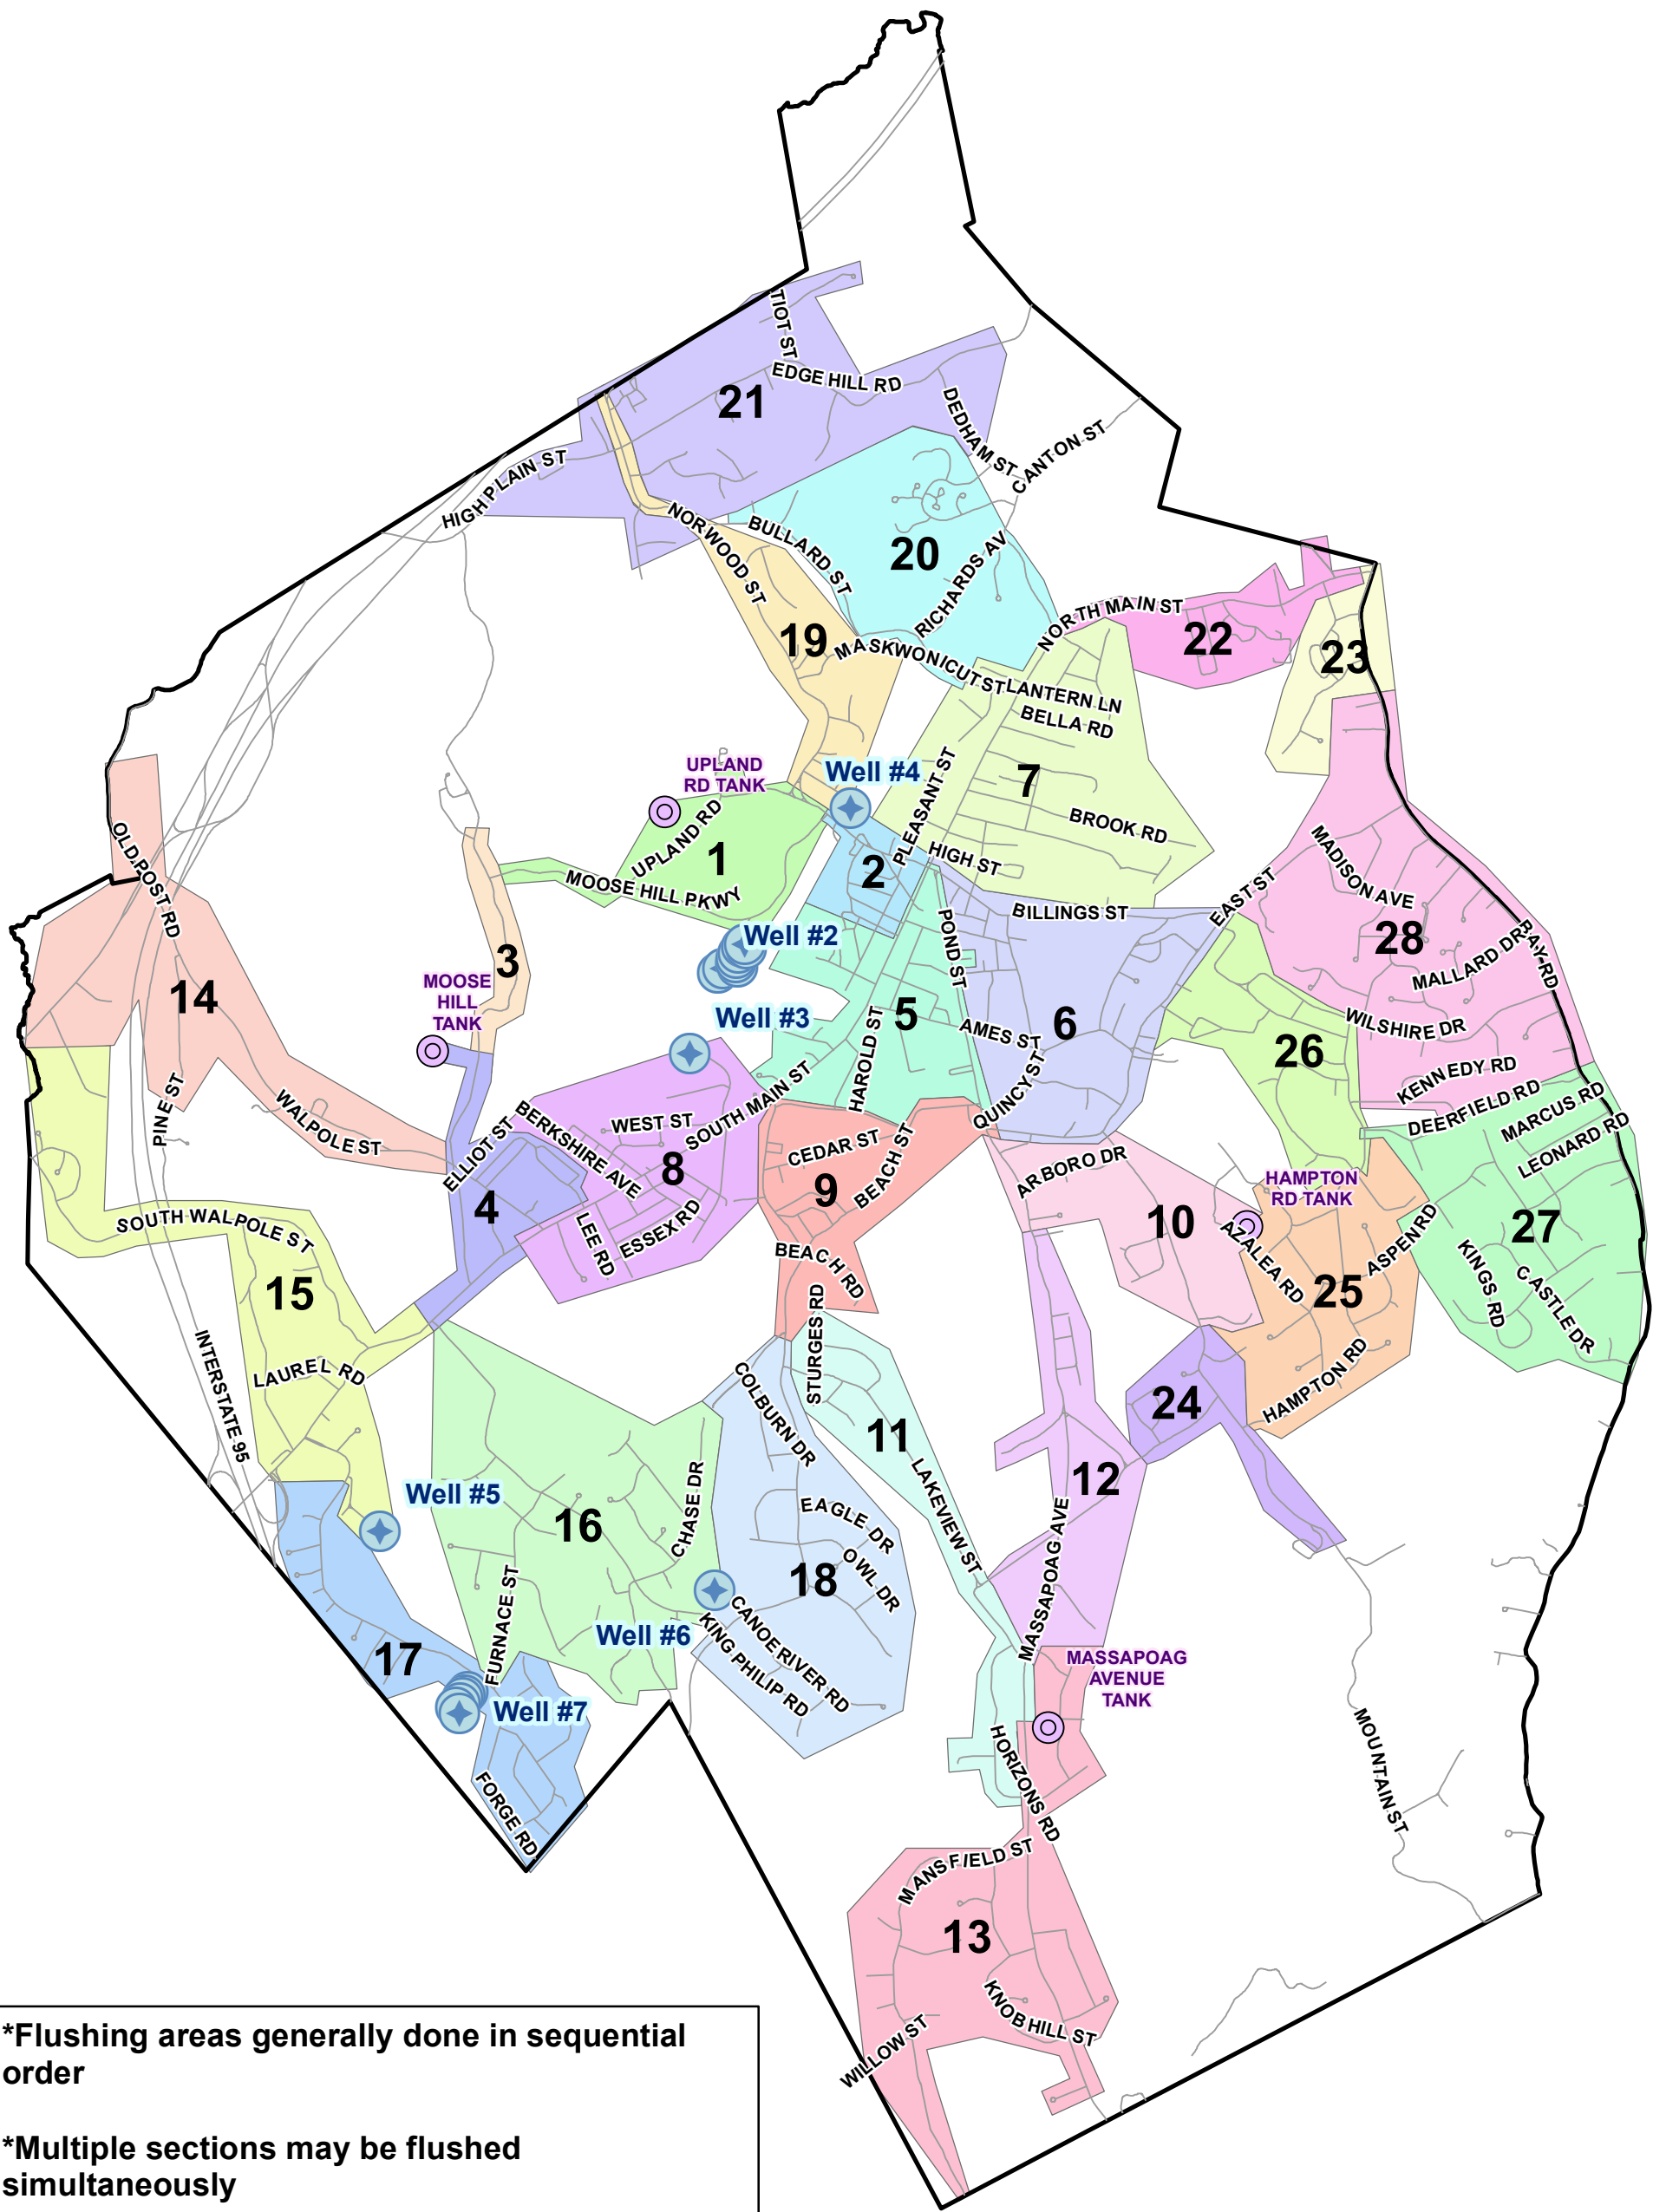 TIOT ST
EDGE HILL RD
21
DEDHAM ST
CANTON ST
HIGH PLAIN ST
NORWOOD ST
BULLARD ST
20
RICHARDS AV
19
MASKWONICUT ST
NORTH MAIN ST
22
23
LANTERN LN
BELLA RD
UPLAND
RD TANK
Well #4
7
PLEASANT ST
BROOK RD
UPLAND RD
1
MOOSE HILL PKWY
2
HIGH ST
OLD POST RD
MADISON AVE
EAST ST
BILLINGS ST
POND ST
Well #2
28
BAY RD
MALLARD DR
3
14
MOOSE
HILL
TANK
Well #3
5
AMES ST
6
WILSHIRE DR
26
HAROLD ST
QUINCY ST
KENNEDY RD
DEERFIELD RD
MARCUS RD
LEONARD RD
PINE ST
WALPOLE ST
ELLIOT ST
BERKSHIRE AVE
WEST ST
SOUTH MAIN ST
8
CEDAR ST
BEACH ST
9
ARBORO DR
HAMPTON
RD TANK
4
LEE RD
ESSEX RD
10
AZALEA RD
ASPEN RD
27
SOUTH WALPOLE ST
BEACH RD
KINGS RD
CASTLE DR
15
STURGES RD
25
INTERSTATE 95
LAUREL RD
COLBURN DR
HAMPTON RD
24
11
12
Well #5
16
CHASE DR
LAKEVIEW ST
EAGLE DR
OWL DR
18
MASSAPOAG AVE
FURNACE ST
Well #6
CANOE RIVER RD
KING PHILIP RD
17
MASSAPOAG
AVENUE
TANK
Well #7
HORIZONS RD
MOUNTAIN ST
FORGE RD
MANSFIELD ST
13
KNOB HILL ST
WILLOW ST
*Flushing areas generally done in sequential
order
*Multiple sections may be flushed
simultaneously